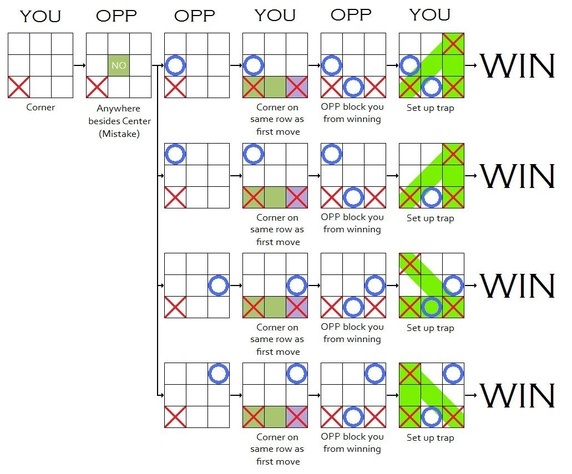 YOU OPP OPP YOU OPP YOU
NO
WIN
Corner
Anywhere
besides Center
(Mistake)
Corner on
same row as
first move
OPP block you
from winning
Set up trap
WIN
Corner on
same row as
first move
OPP block you
from winning
Set up trap
WIN
Corner on
same row as
first move
OPP block you
from winning
Set up trap
WIN
Corner on
same row as
first move
OPP block you
from winning
Set up trap